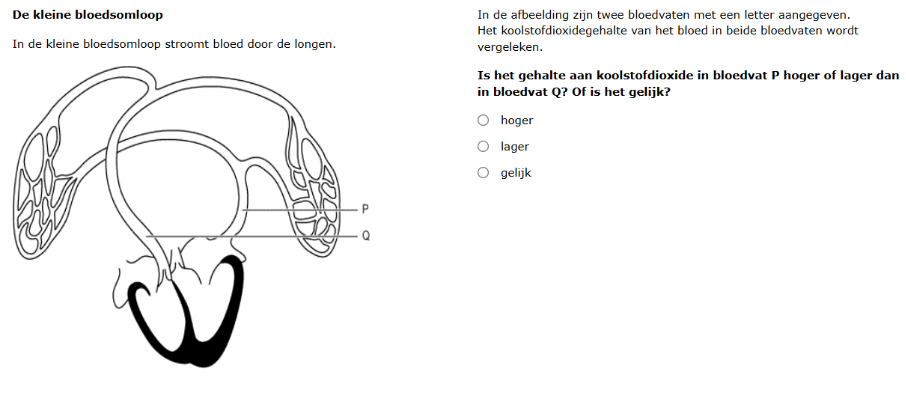 De kleine bloedsomloop
In de kleine bloedsomloop stroomt bloed door de longen.
P
Q
In de afbeelding zijn twee bloedvaten met een letter aangegeven.
Het koolstofdioxidegehalte van het bloed in beide bloedvaten wordt
vergeleken.
Is het gehalte aan koolstofdioxide in bloedvat P hoger of lager dan
in bloedvat Q? Of is het gelijk?
hoger
lager
gelijk